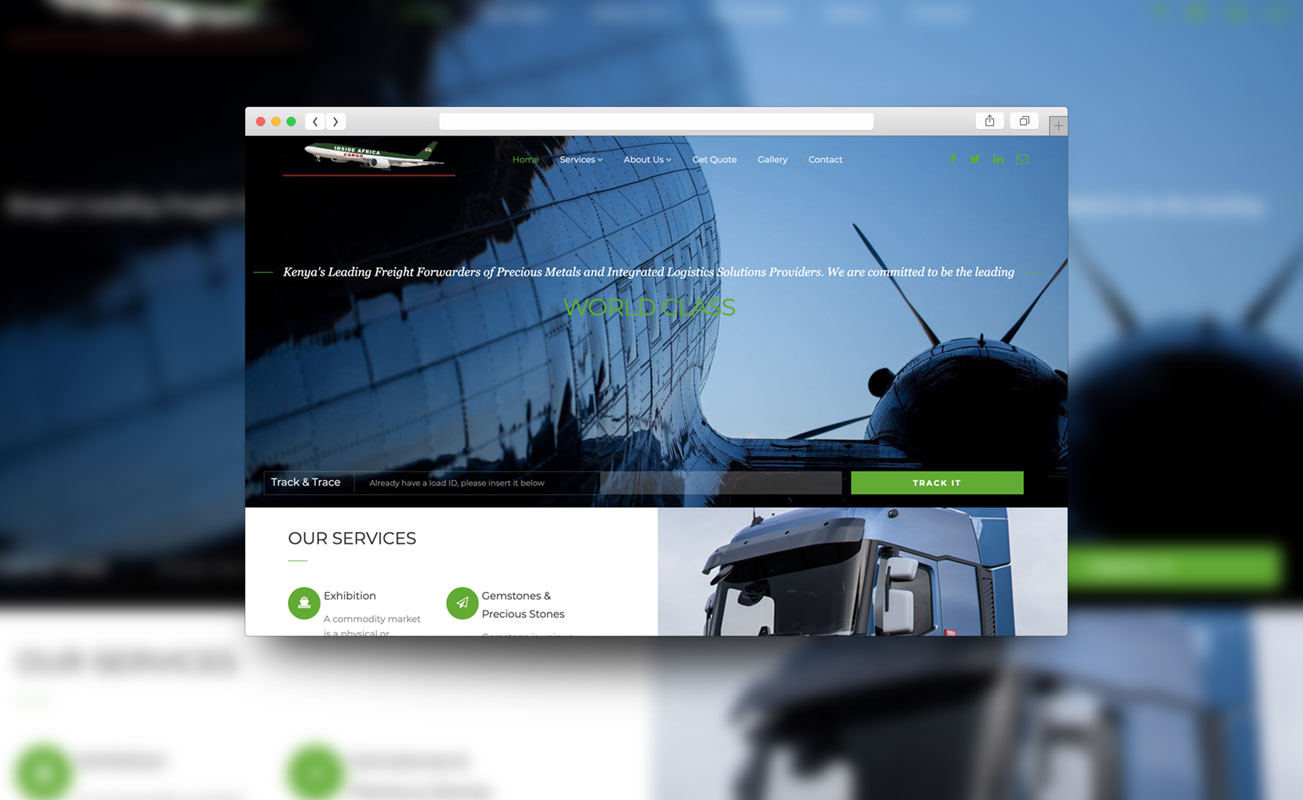 INSIDE AFRICA
CARGO
Home Services About Us Get Quote Gallery Contact
Kenya's Leading Freight Forwarders of Precious Metals and Integrated Logistics Solutions Providers. We are committed to be the leading
WORLD CLASS
Track & Trace Already have a load ID, please insert it below TRACK IT
OUR SERVICES
Exhibition
A commodity market
is a physical or
Gemstones &
Precious Stones
OUR SERVICES